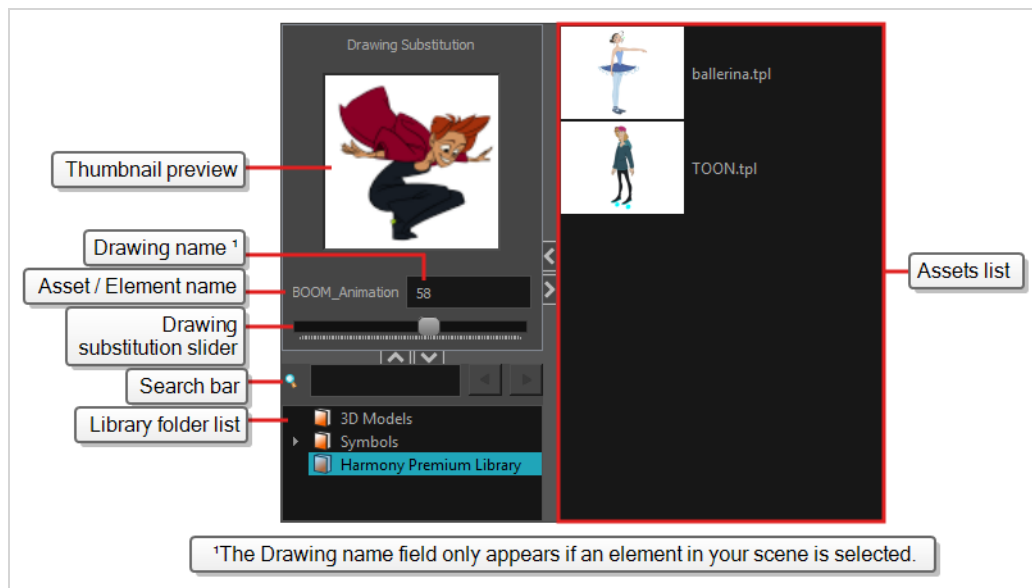 Drawing Substitution
ballerina.tpl
TOON.tpl
Thumbnail preview
Drawing name ¹
Asset / Element name
BOOM_Animation
58
Assets list
Drawing
substitution slider
Search bar
Library folder list
3D Models
Symbols
Harmony Premium Library
¹The Drawing name field only appears if an element in your scene is selected.